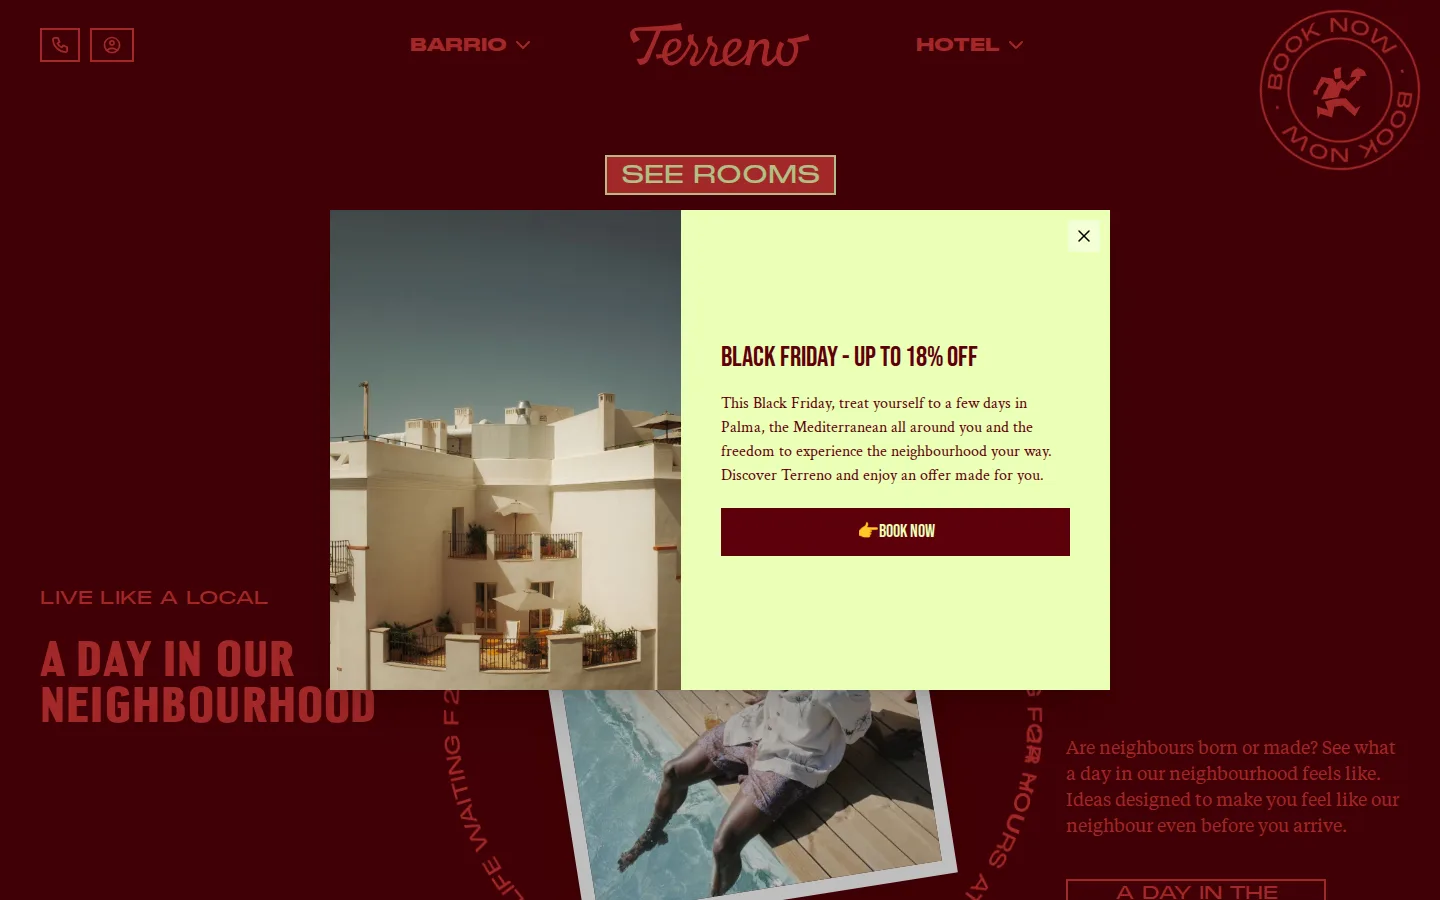 BARRIO
Terreno
HOTEL
BOOK NOW · BOOK NOW ·
SEE ROOMS
BLACK FRIDAY - UP TO 18% OFF
This Black Friday, treat yourself to a few days in
Palma, the Mediterranean all around you and the
freedom to experience the neighbourhood your way.
Discover Terreno and enjoy an offer made for you.
👉BOOK NOW
LIVE LIKE A LOCAL
A DAY IN OUR
NEIGHBOURHOOD
LIFE WAITING F
HOURS
Are neighbours born or made? See what
a day in our neighbourhood feels like.
Ideas designed to make you feel like our
neighbour even before you arrive.
A DAY IN THE